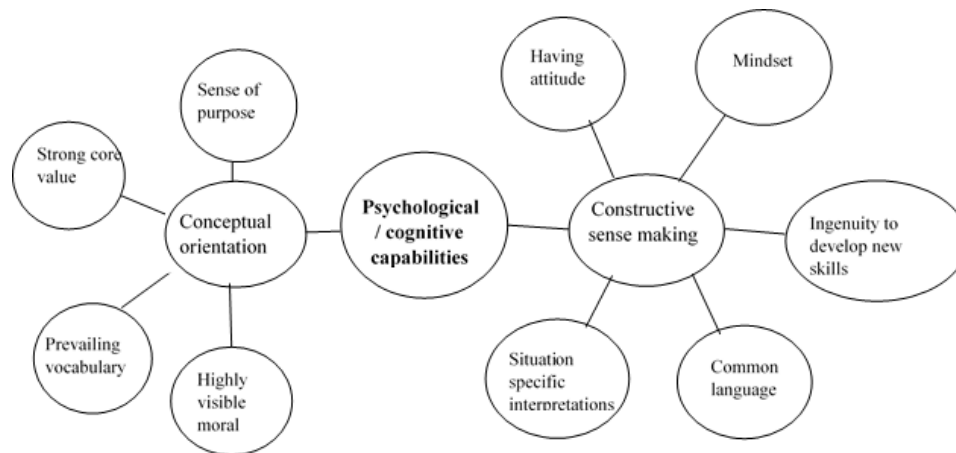 Sense of
purpose
Strong core
value
Conceptual
orientation
Prevailing
vocabulary
Highly
visible
moral
Psychological
/ cognitive
capabilities
Having
attitude
Mindset
Constructive
sense making
Ingenuity to
develop new
skills
Situation
specific
interpretations
Common
language